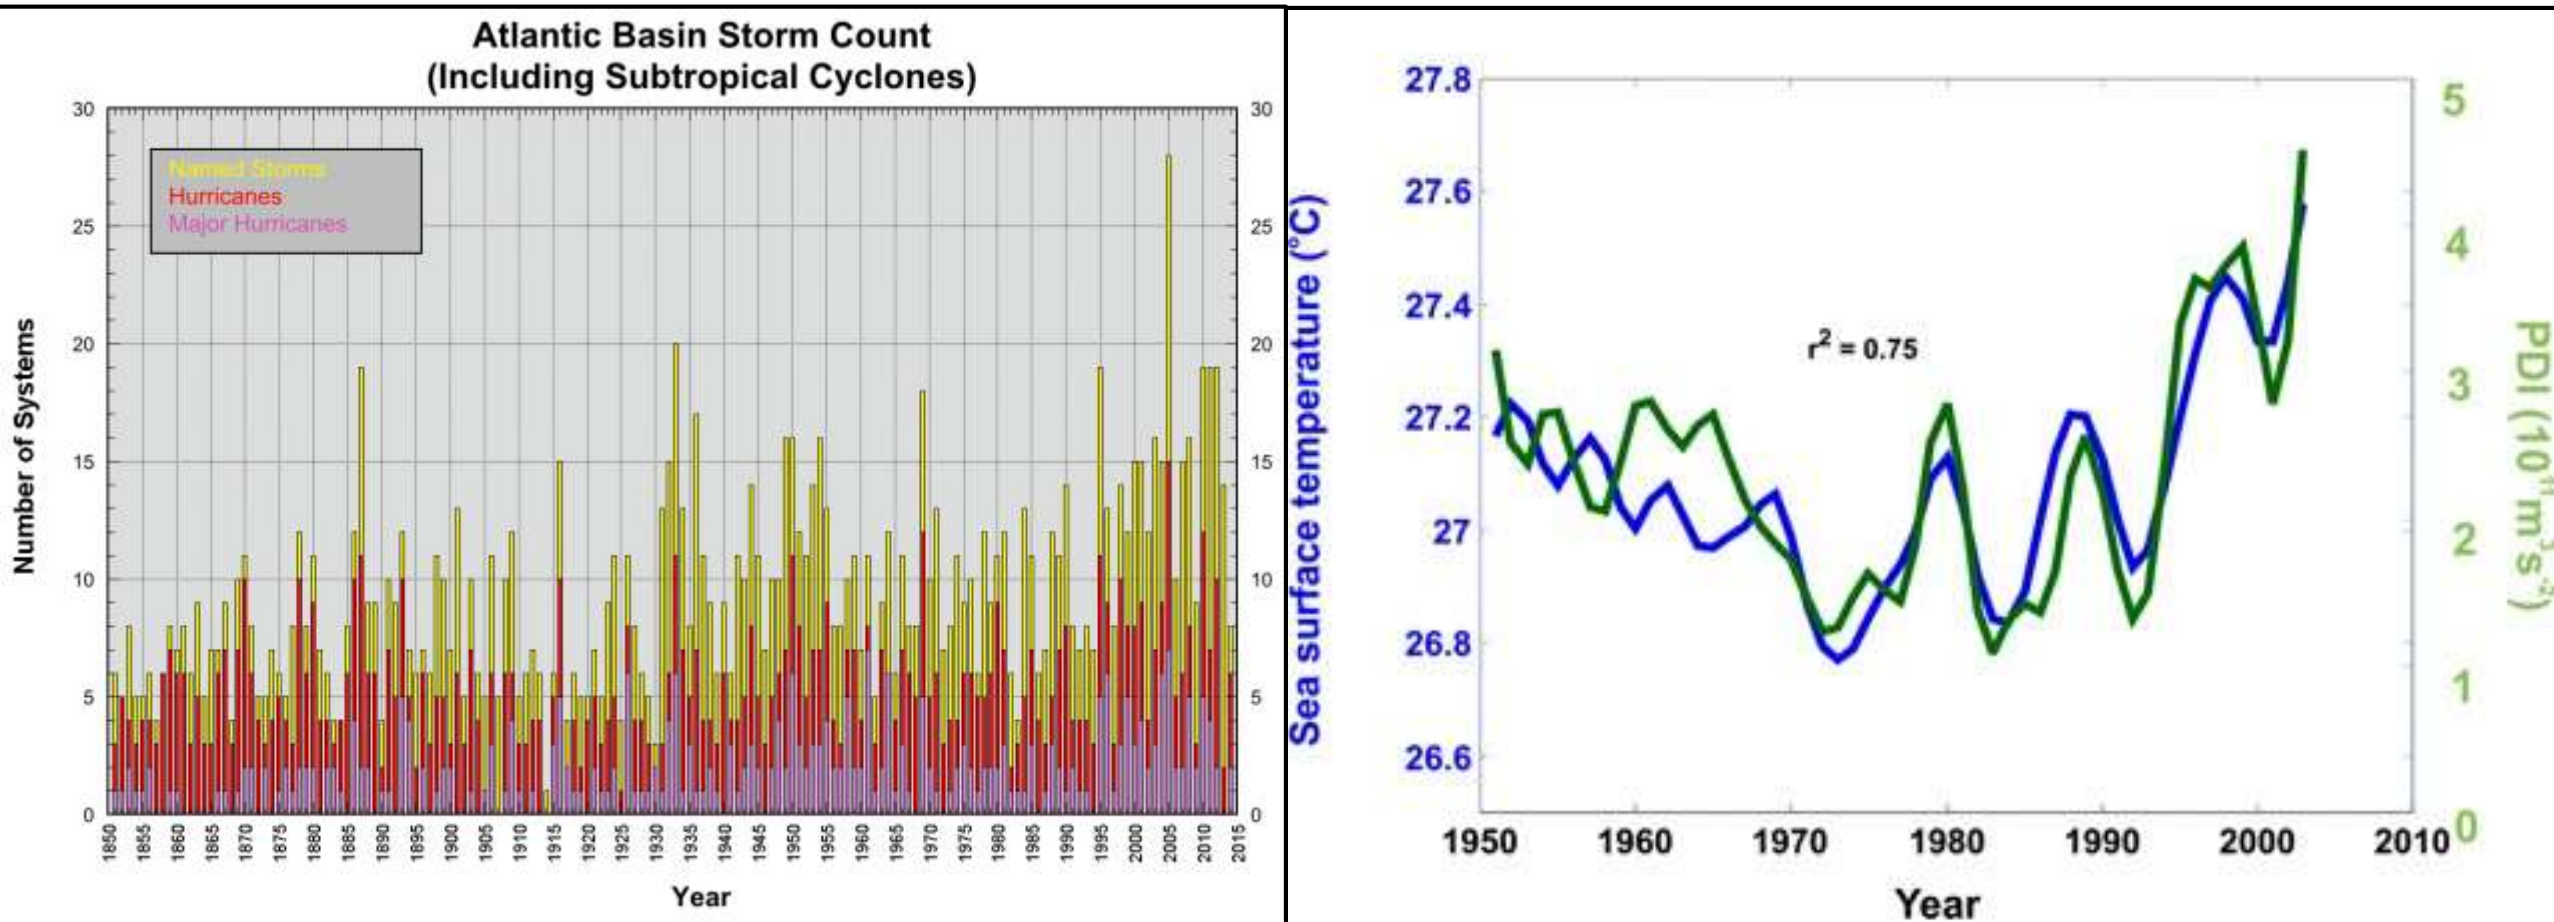 Atlantic Basin Storm Count
(Including Subtropical Cyclones)
Named Storms
Hurricanes
Major Hurricanes
Number of Systems
30
25
20
15
10
5
0
30
25
20
15
10
5
0
1850 1855 1860 1865 1870 1875 1880 1885 1890 1895 1900 1905 1910 1915 1920 1925 1930 1935 1940 1945 1950 1955 1960 1965 1970 1975 1980 1985 1990 1995 2000 2005 2010 2015
Year
Sea surface temperature (°C)
27.8
27.6
27.4
27.2
27
26.8
26.6
r² = 0.75
5
4
3
2
1
0
PDI (10¹¹ m³ s⁻²)
1950 1960 1970 1980 1990 2000 2010
Year